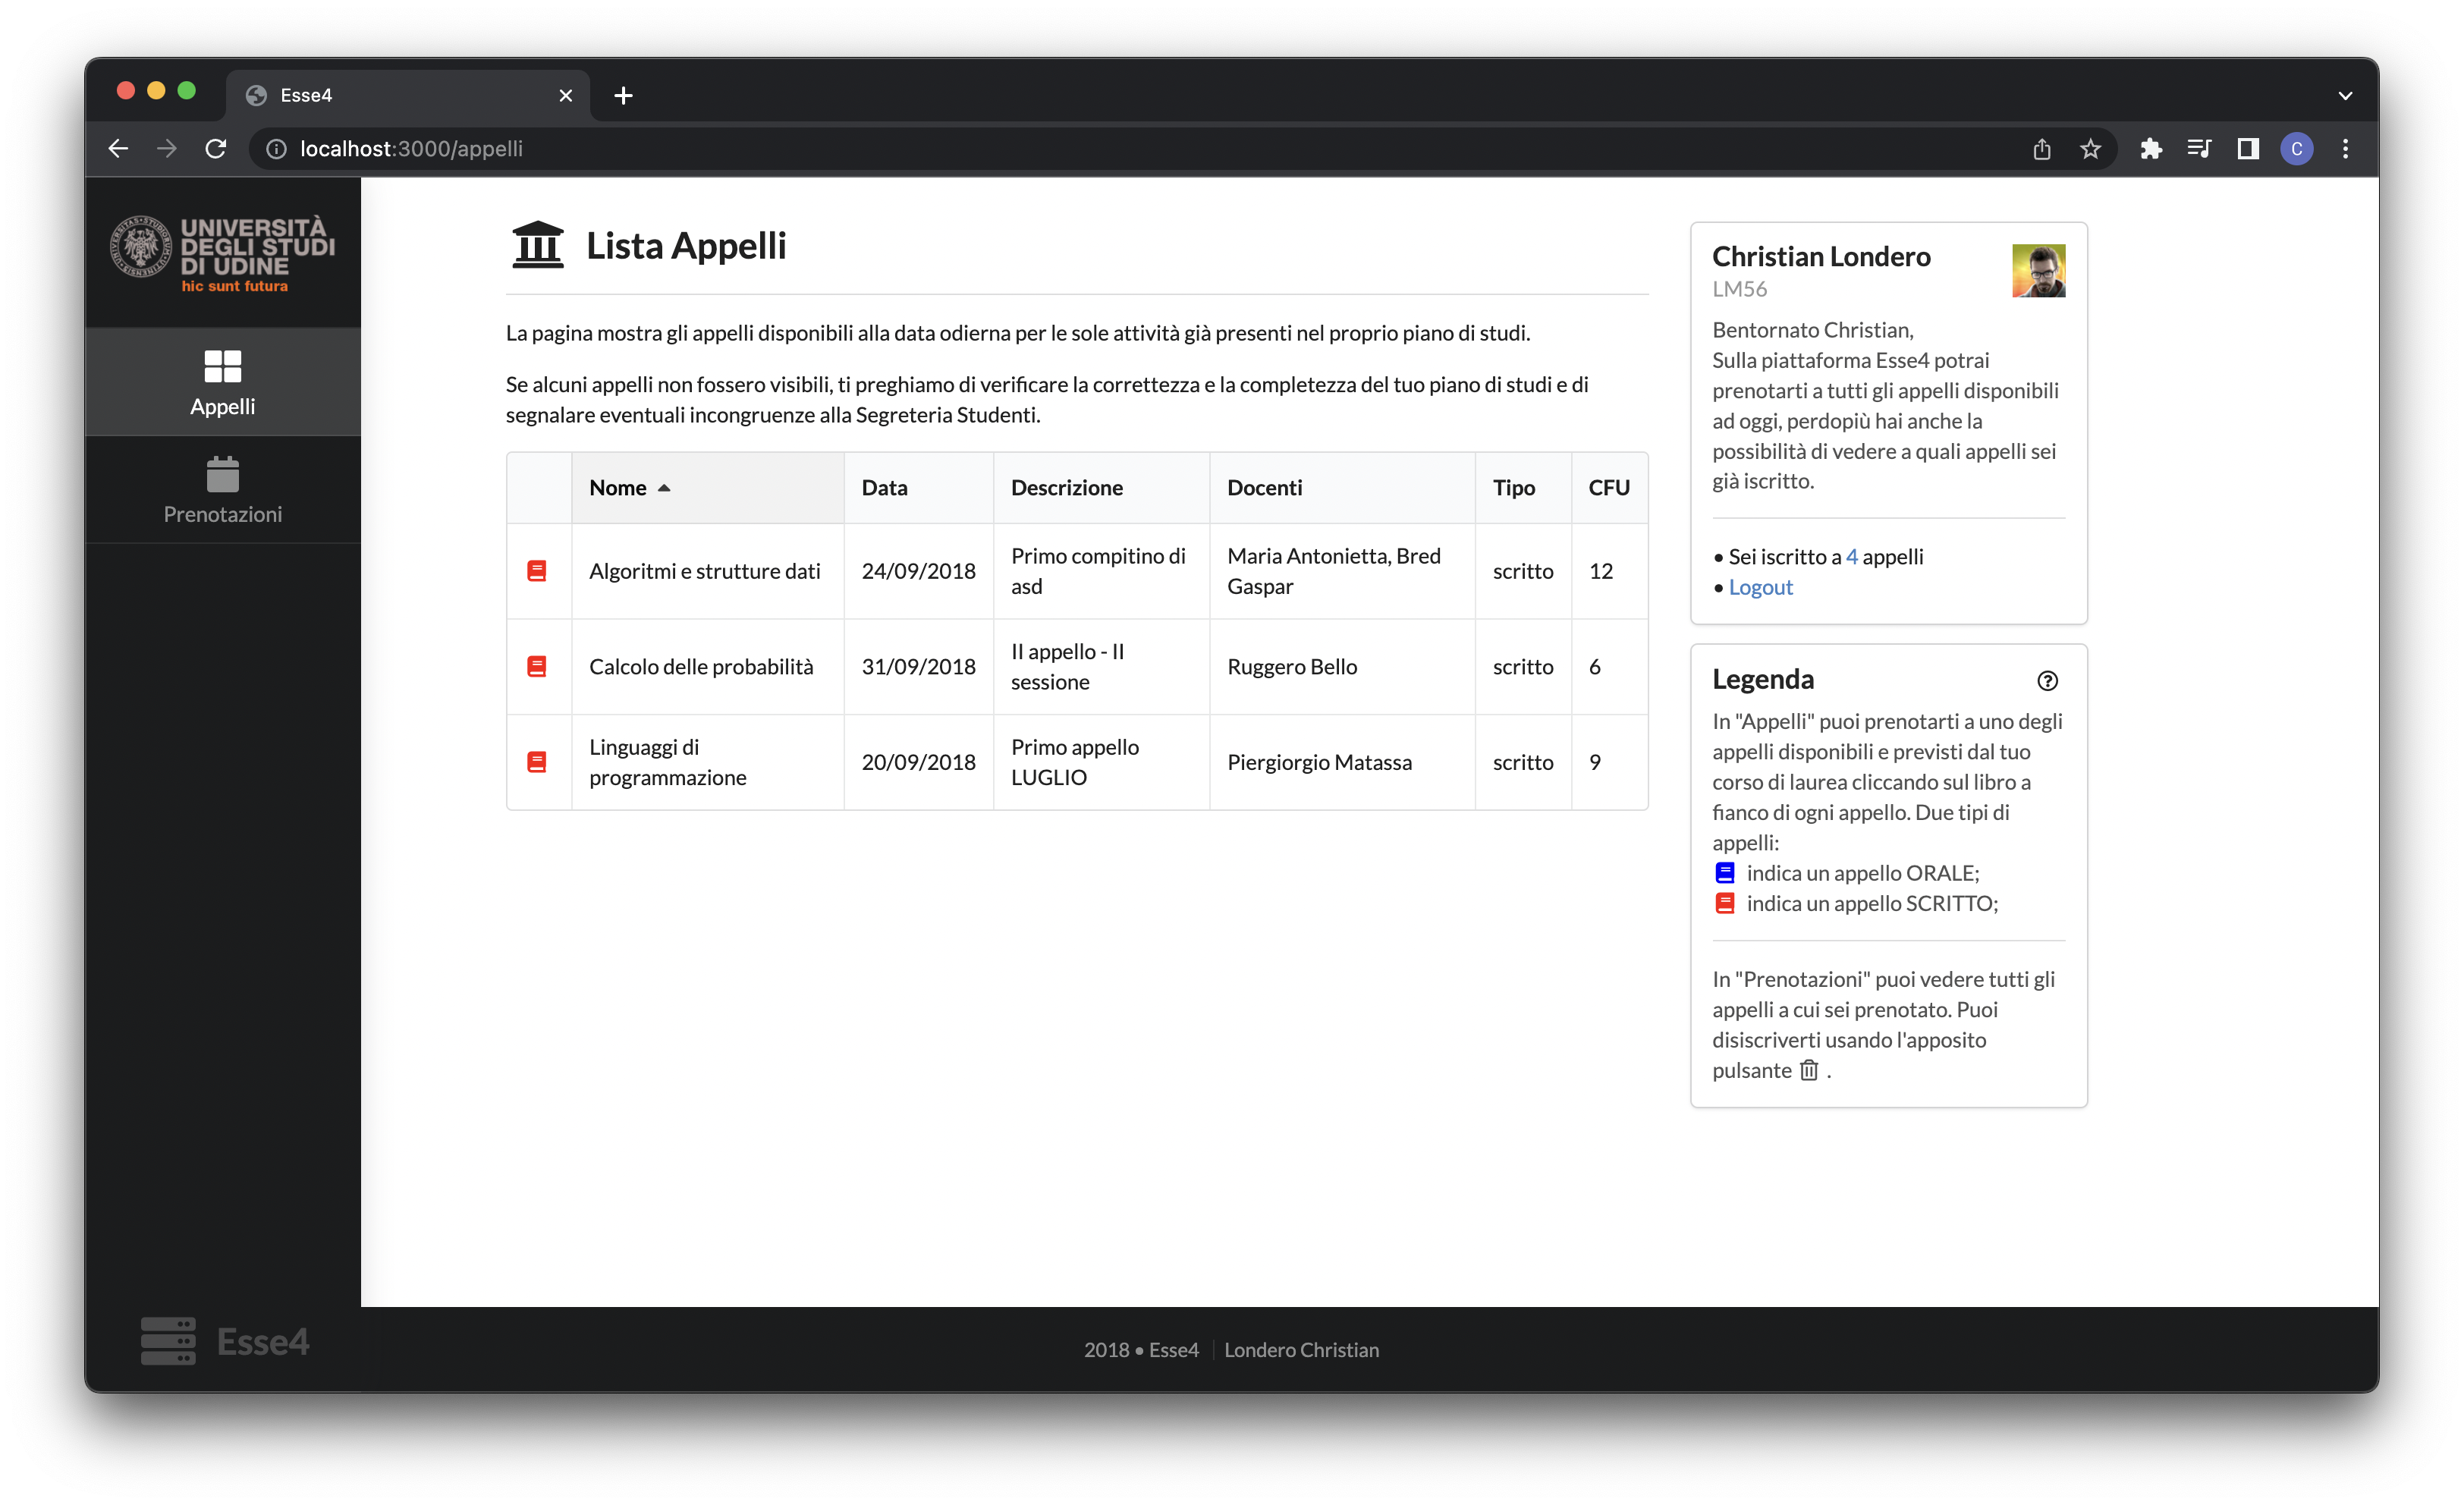 Esse4
localhost:3000/appelli
C
UNIVERSITÀ
DEGLI STUDI
DI UDINE
hic sunt futura
Appelli
Prenotazioni
Lista Appelli
La pagina mostra gli appelli disponibili alla data odierna per le sole attività già presenti nel proprio piano di studi.
Se alcuni appelli non fossero visibili, ti preghiamo di verificare la correttezza e la completezza del tuo piano di studi e di
segnalare eventuali incongruenze alla Segreteria Studenti.
Nome Data Descrizione Docenti Tipo CFU
Algoritmi e strutture dati 24/09/2018 Primo compitino di asd Maria Antonietta, Bred Gaspar scritto 12
Calcolo delle probabilità 31/09/2018 II appello - II sessione Ruggero Bello scritto 6
Linguaggi di programmazione 20/09/2018 Primo appello LUGLIO Piergiorgio Matassa scritto 9
Christian Londero
LM56
Bentornato Christian,
Sulla piattaforma Esse4 potrai
prenotarti a tutti gli appelli disponibili
ad oggi, perdopiù hai anche la
possibilità di vedere a quali appelli sei
già iscritto.
• Sei iscritto a 4 appelli
• Logout
Legenda
In "Appelli" puoi prenotarti a uno degli
appelli disponibili e previsti dal tuo
corso di laurea cliccando sul libro a
fianco di ogni appello. Due tipi di
appelli:
indica un appello ORALE;
indica un appello SCRITTO;
In "Prenotazioni" puoi vedere tutti gli
appelli a cui sei prenotato. Puoi
disiscriverti usando l'apposito
pulsante .
Esse4
2018 • Esse4 | Londero Christian